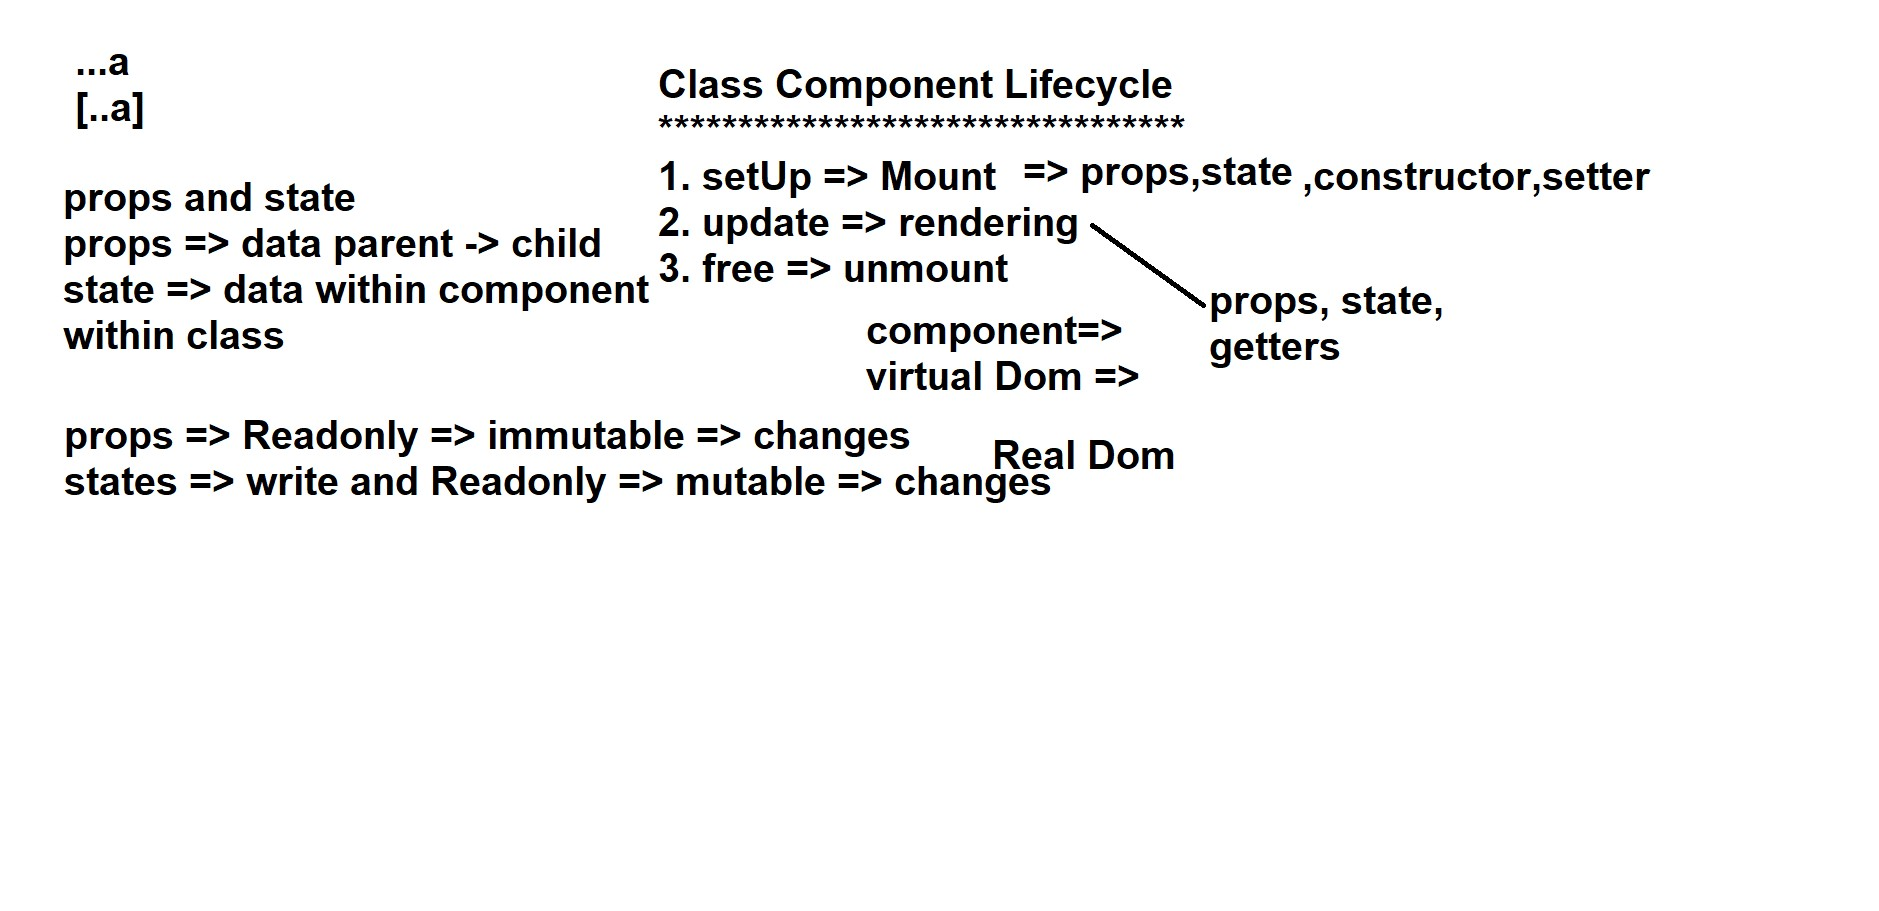 ...a
[..a]
props and state
props => data parent -> child
state => data within component
within class
props => Readonly => immutable => changes
states => write and Readonly => mutable => changes
Class Component Lifecycle
*********************************
1. setUp => Mount => props,state ,constructor,setter
2. update => rendering
3. free => unmount
props, state,
getters
component=>
virtual Dom =>
Real Dom